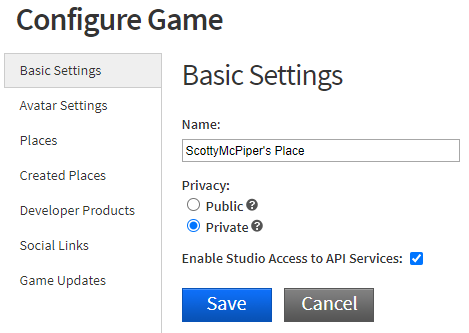 Configure Game
Basic Settings
Avatar Settings
Places
Created Places
Developer Products
Social Links
Game Updates
Basic Settings
Name:
ScottyMcPiper's Place
Privacy:
Public ?
Private ?
Enable Studio Access to API Services:
Save Cancel